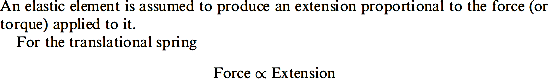 An elastic element is assumed to produce an extension proportional to the force (or
torque) applied to it.
For the translational spring
Force ∝ Extension